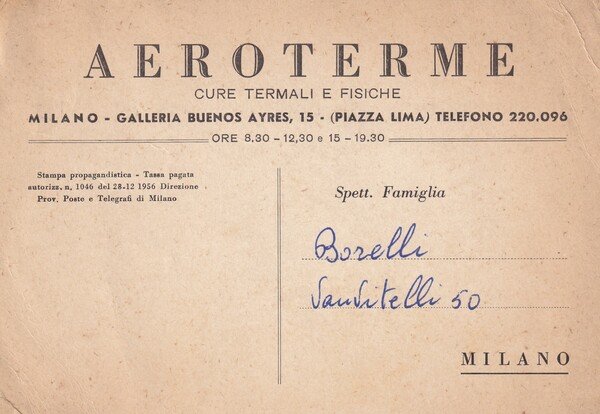 AEROTERME
CURE TERMALI E FISICHE
MILANO - GALLERIA BUENOS AYRES, 15 - (PIAZZA LIMA) TELEFONO 220.096
ORE 8.30 - 12,30 e 15 - 19.30
Stampa propagandistica - Tassa pagata
autorizz. n. 1046 del 28-12 1956 Direzione
Prov. Poste e Telegrafi di Milano
Spett. Famiglia
Borelli
Vanvitelli 50
MILANO